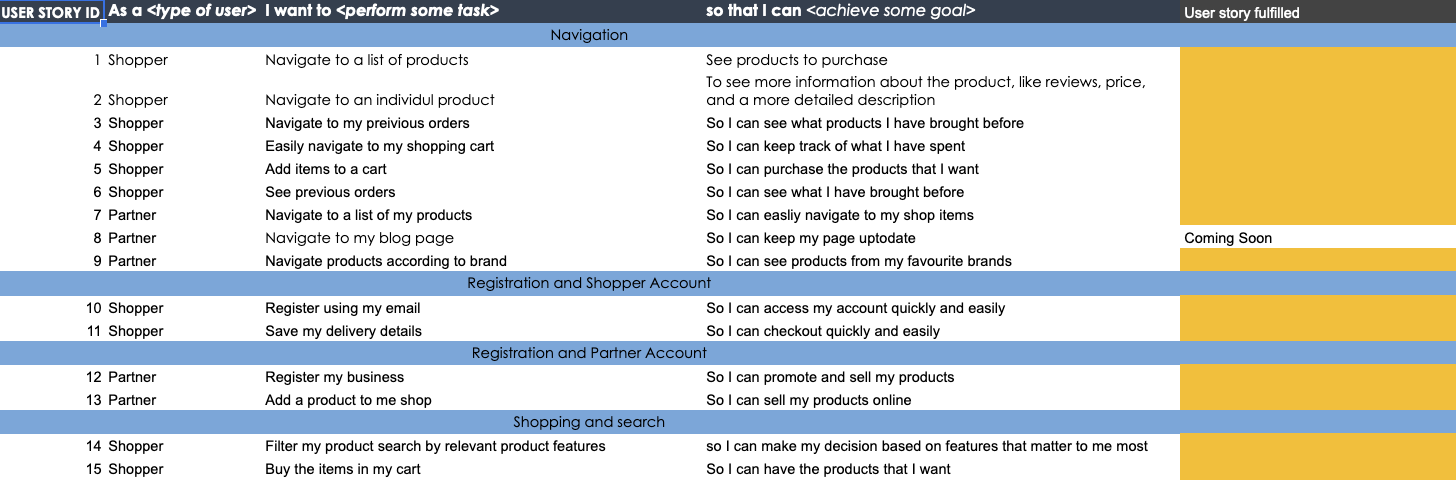 USER STORY ID As a <type of user> I want to <perform some task> so that I can <achieve some goal> User story fulfilled
Navigation
1 Shopper Navigate to a list of products See products to purchase
2 Shopper Navigate to an individul product To see more information about the product, like reviews, price,
and a more detailed description
3 Shopper Navigate to my preivious orders So I can see what products I have brought before
4 Shopper Easily navigate to my shopping cart So I can keep track of what I have spent
5 Shopper Add items to a cart So I can purchase the products that I want
6 Shopper See previous orders So I can see what I have brought before
7 Partner Navigate to a list of my products So I can easliy navigate to my shop items
8 Partner Navigate to my blog page So I can keep my page uptodate Coming Soon
9 Partner Navigate products according to brand So I can see products from my favourite brands
Registration and Shopper Account
10 Shopper Register using my email So I can access my account quickly and easily
11 Shopper Save my delivery details So I can checkout quickly and easily
Registration and Partner Account
12 Partner Register my business So I can promote and sell my products
13 Partner Add a product to me shop So I can sell my products online
Shopping and search
14 Shopper Filter my product search by relevant product features so I can make my decision based on features that matter to me most
15 Shopper Buy the items in my cart So I can have the products that I want